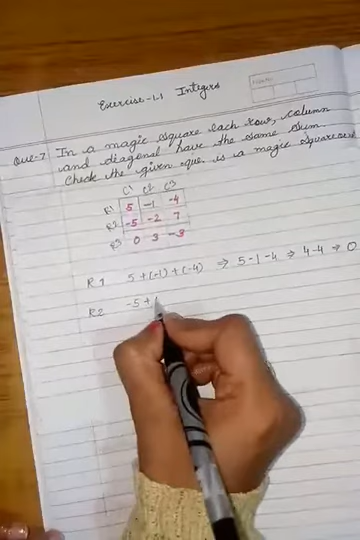 Exercise-1.1 Integers
Que-7 In a magic square each row, column
and diagonal have the same sum.
Check the given que. is a magic square
C1 C2 C3
R1 5 -1 -4
R2 -5 -2 7
R3 0 3 -3
R1 5+(-1)+(-4) ⇒ 5-1-4 ⇒ 4-4 ⇒ 0
R2 -5+(